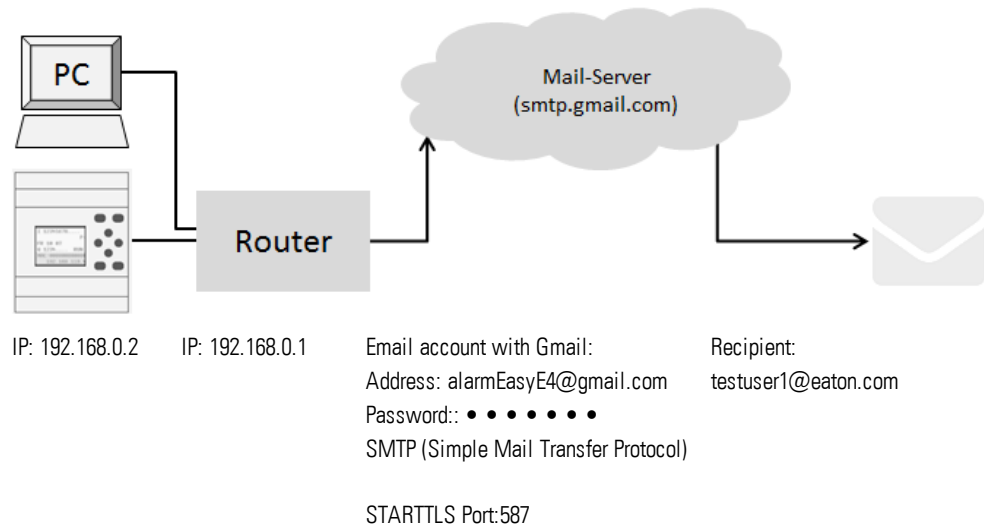 PC
Mail-Server
(smtp.gmail.com)
Router
IP: 192.168.0.2
IP: 192.168.0.1
Email account with Gmail:
Address: alarmEasyE4@gmail.com
Password:: • • • • • • •
SMTP (Simple Mail Transfer Protocol)
STARTTLS Port:587
Recipient:
testuser1@eaton.com